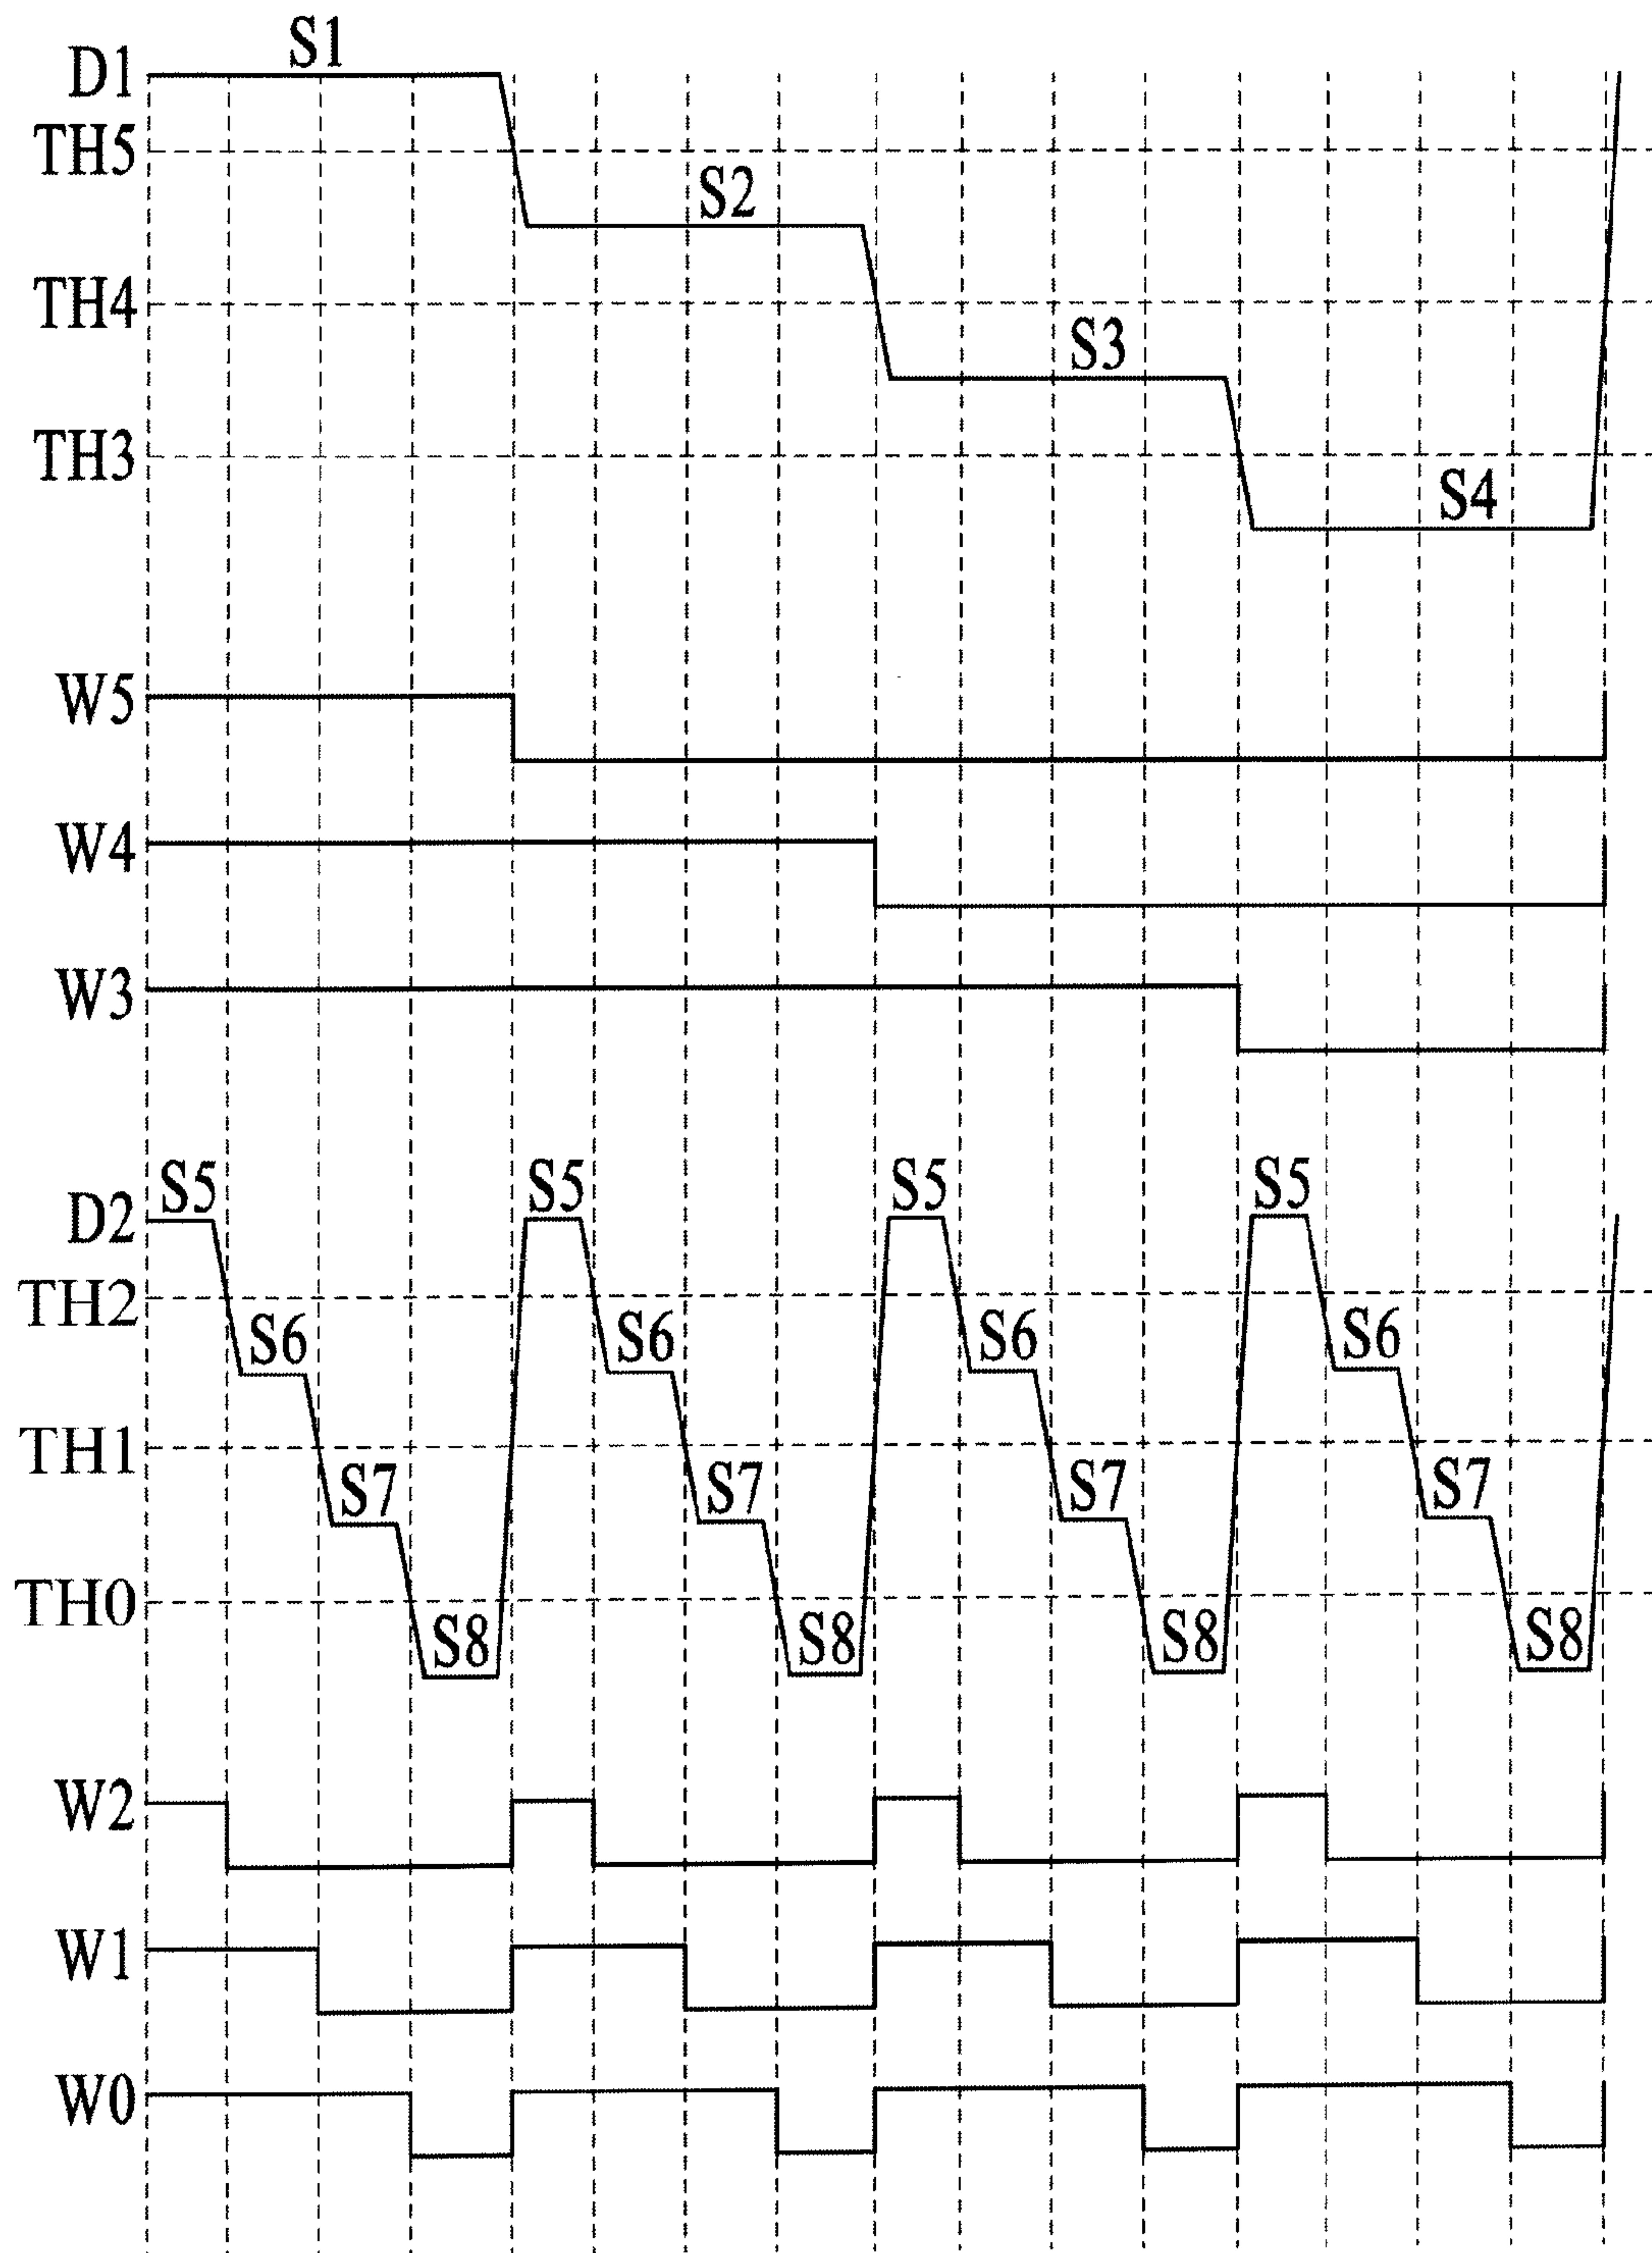 S1
D1
TH5
S2
TH4
S3
TH3
S4
W5
W4
W3
S5 S5 S5 S5
D2
TH2
S6 S6 S6 S6
TH1
S7 S7 S7 S7
TH0
S8 S8 S8 S8
W2
W1
W0